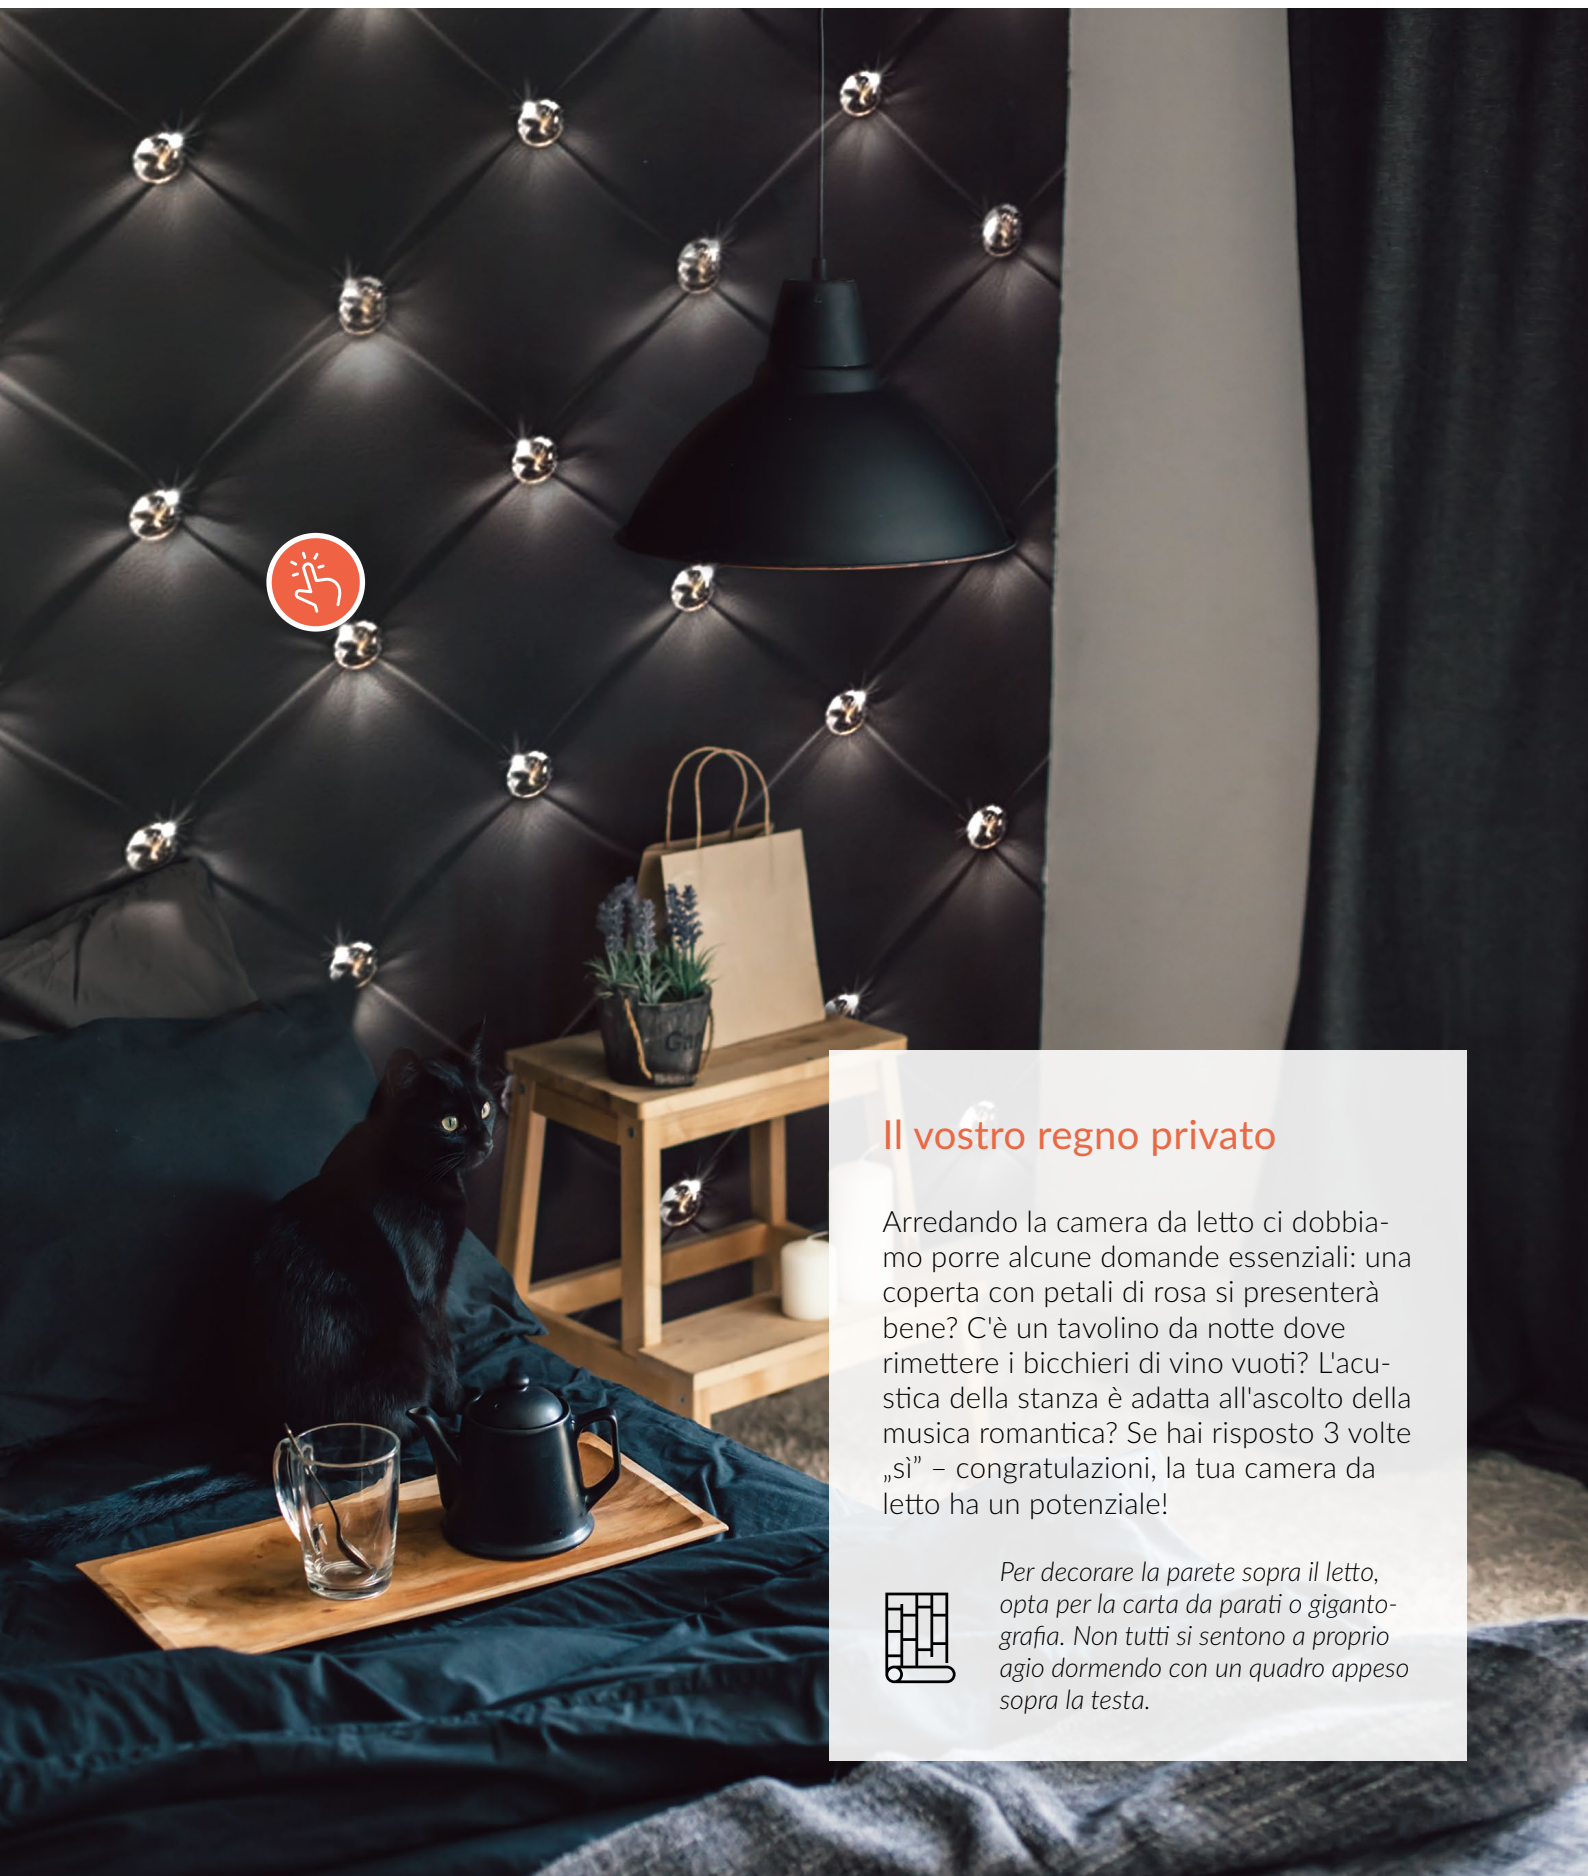 Il vostro regno privato
Arredando la camera da letto ci dobbia-
mo porre alcune domande essenziali: una
coperta con petali di rosa si presenterà
bene? C'è un tavolino da notte dove
rimettere i bicchieri di vino vuoti? L'acu-
stica della stanza è adatta all'ascolto della
musica romantica? Se hai risposto 3 volte
„sì” – congratulazioni, la tua camera da
letto ha un potenziale!
Per decorare la parete sopra il letto,
opta per la carta da parati o giganto-
grafia. Non tutti si sentono a proprio
agio dormendo con un quadro appeso
sopra la testa.